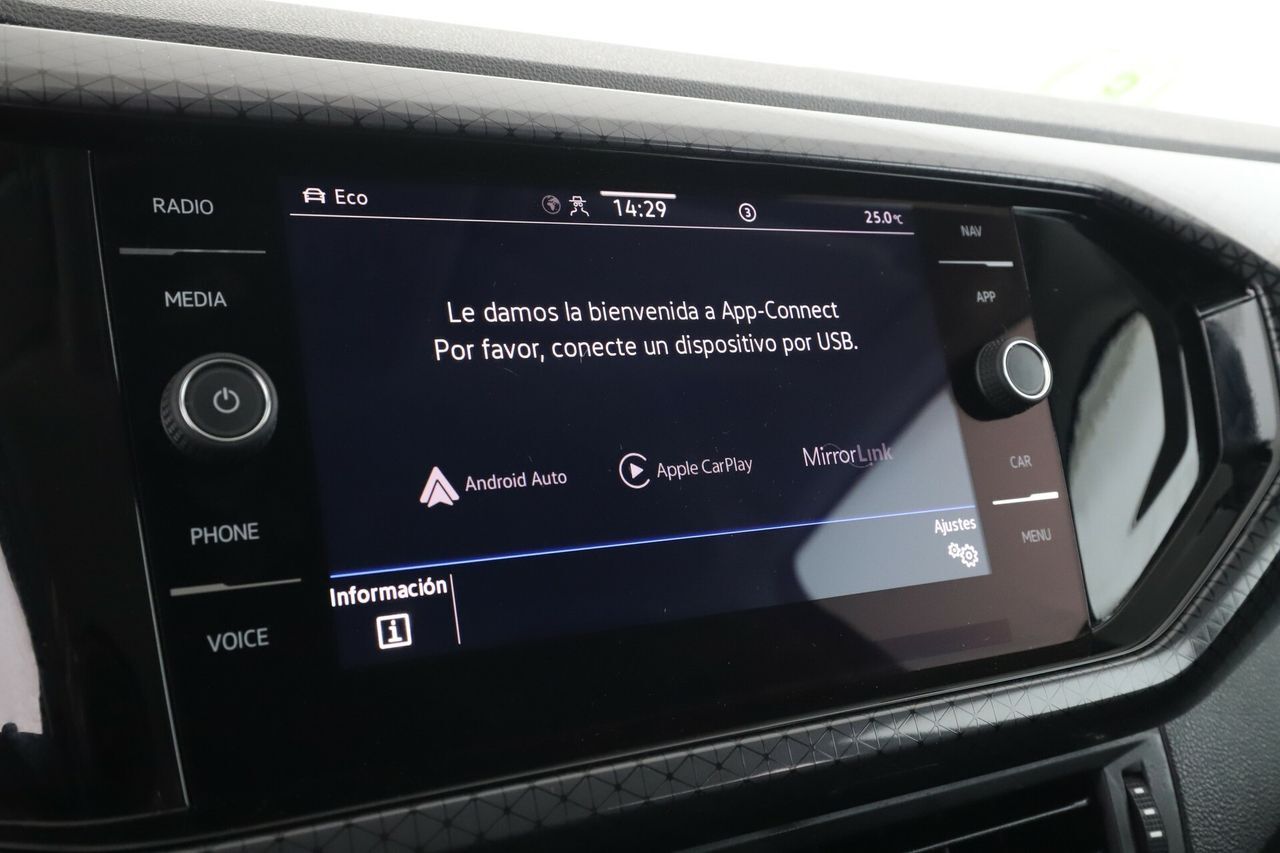 RADIO
MEDIA
PHONE
VOICE
Eco
14:29
3
25.0°C
Le damos la bienvenida a App-Connect
Por favor, conecte un dispositivo por USB.
Android Auto
Apple CarPlay
MirrorLink
Ajustes
Información
i
NAV
APP
CAR
MENU